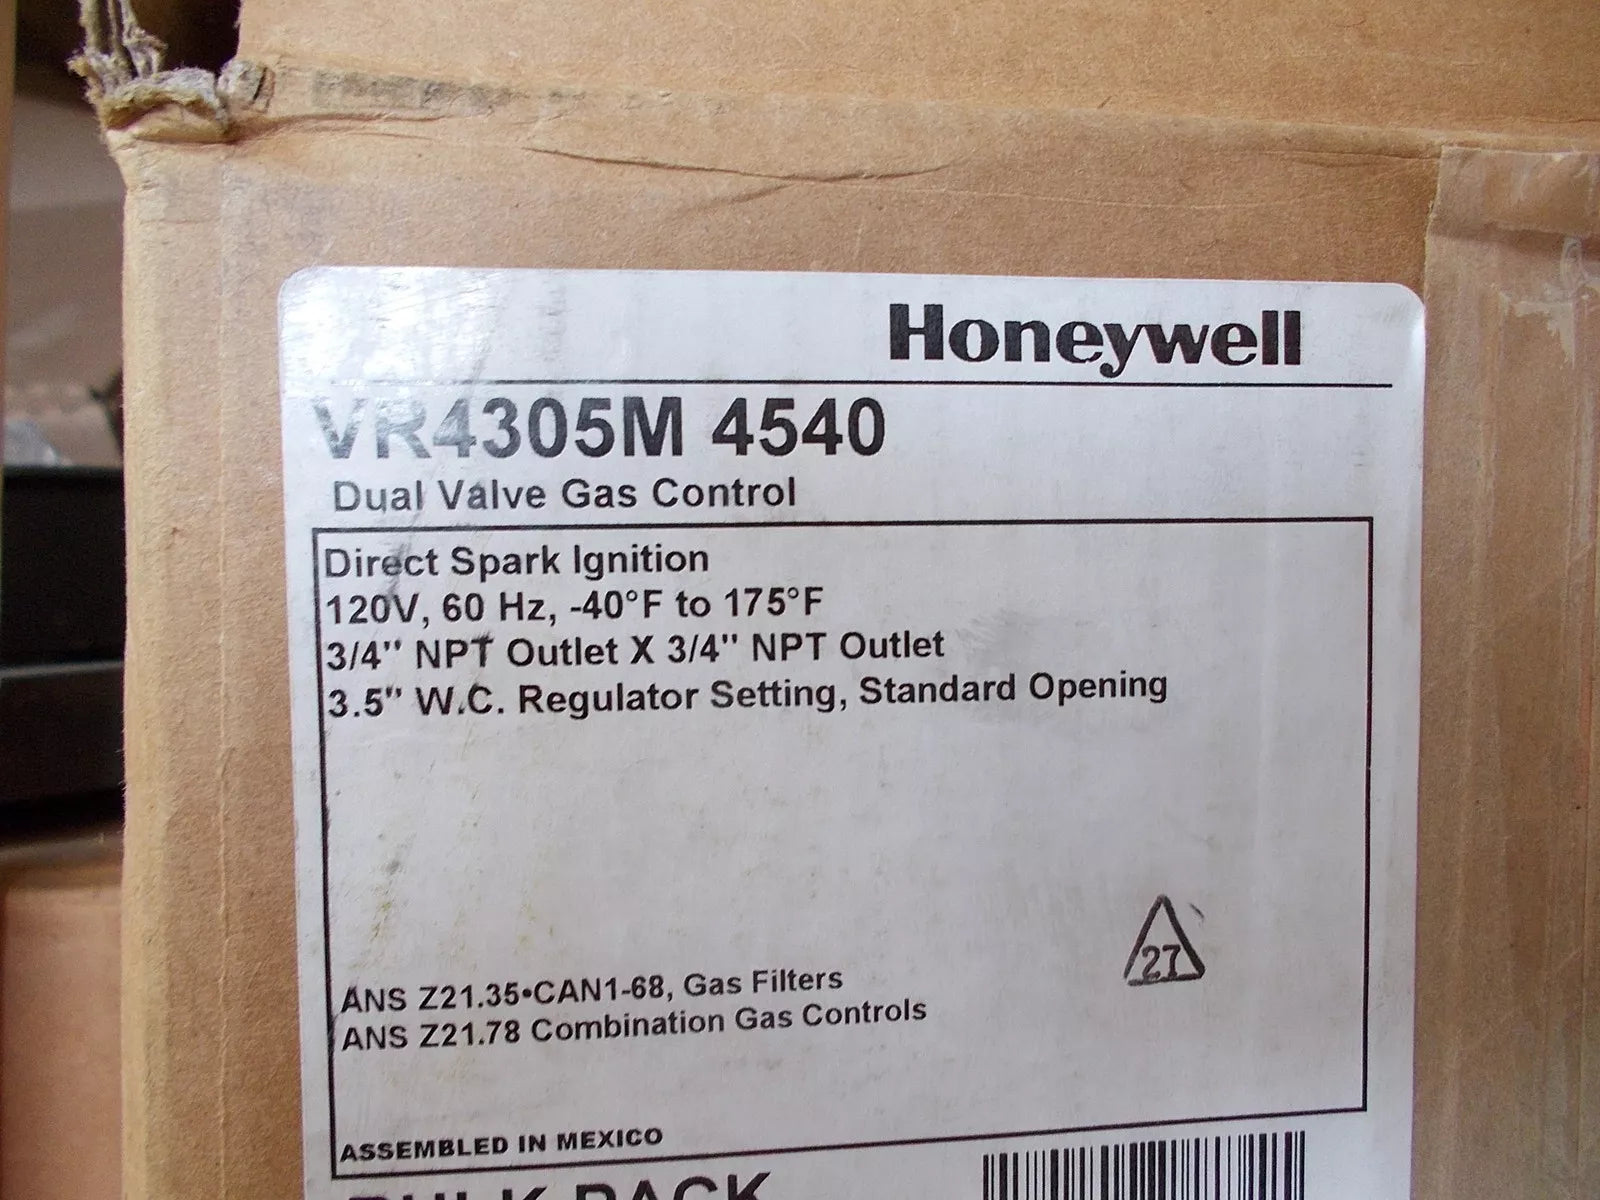 Honeywell
VR4305M 4540
Dual Valve Gas Control
Direct Spark Ignition
120V, 60 Hz, -40°F to 175°F
3/4" NPT Outlet X 3/4" NPT Outlet
3.5" W.C. Regulator Setting, Standard Opening
27
ANS Z21.35•CAN1-68, Gas Filters
ANS Z21.78 Combination Gas Controls
ASSEMBLED IN MEXICO
BULK PACK